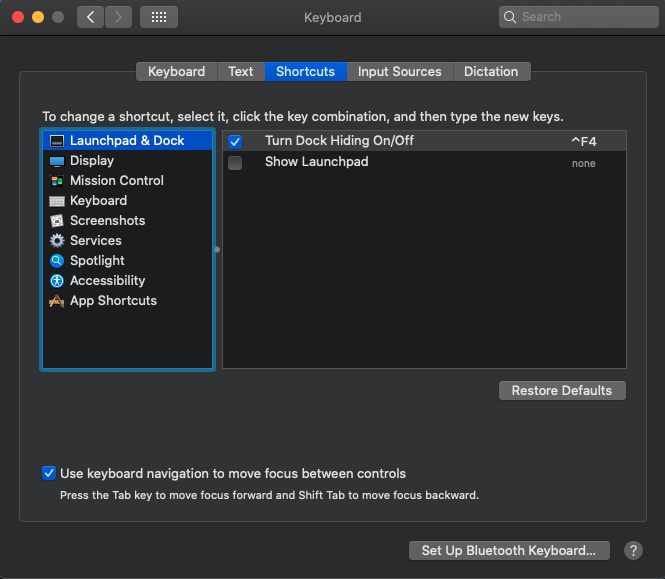 Keyboard
Search
Keyboard Text Shortcuts Input Sources Dictation
To change a shortcut, select it, click the key combination, and then type the new keys.
Launchpad & Dock
Display
Mission Control
Keyboard
Screenshots
Services
Spotlight
Accessibility
App Shortcuts
Turn Dock Hiding On/Off ^F4
Show Launchpad none
Restore Defaults
Use keyboard navigation to move focus between controls
Press the Tab key to move focus forward and Shift Tab to move focus backward.
Set Up Bluetooth Keyboard... ?